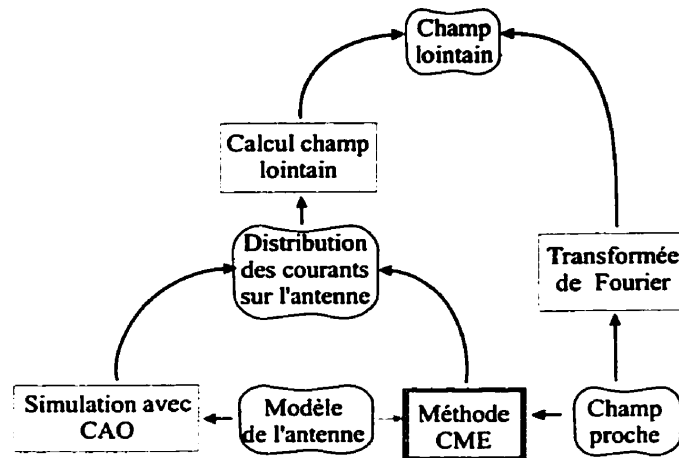 Champ
lointain
Calcul champ
lointain
Distribution
des courants
sur l'antenne
Transformée
de Fourier
Simulation avec
CAO
Modèle
de l'antenne
Méthode
CME
Champ
proche